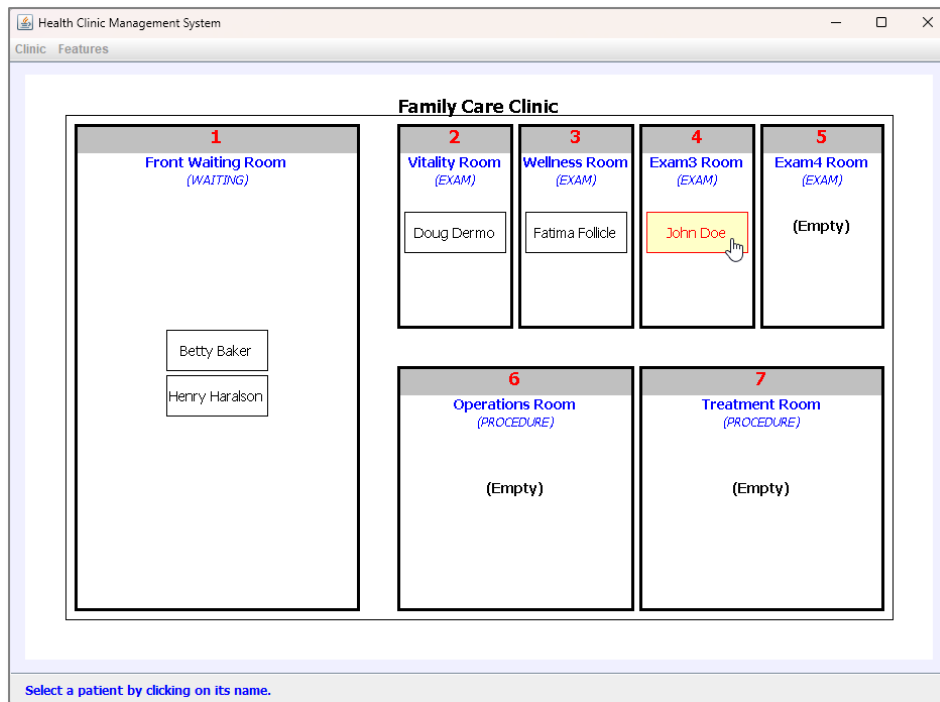 Health Clinic Management System
Clinic Features
Family Care Clinic
1
Front Waiting Room
(WAITING)
Betty Baker
Henry Haralson
2
Vitality Room
(EXAM)
Doug Dermo
3
Wellness Room
(EXAM)
Fatima Follicle
4
Exam3 Room
(EXAM)
John Doe
5
Exam4 Room
(EXAM)
(Empty)
6
Operations Room
(PROCEDURE)
(Empty)
7
Treatment Room
(PROCEDURE)
(Empty)
Select a patient by clicking on its name.